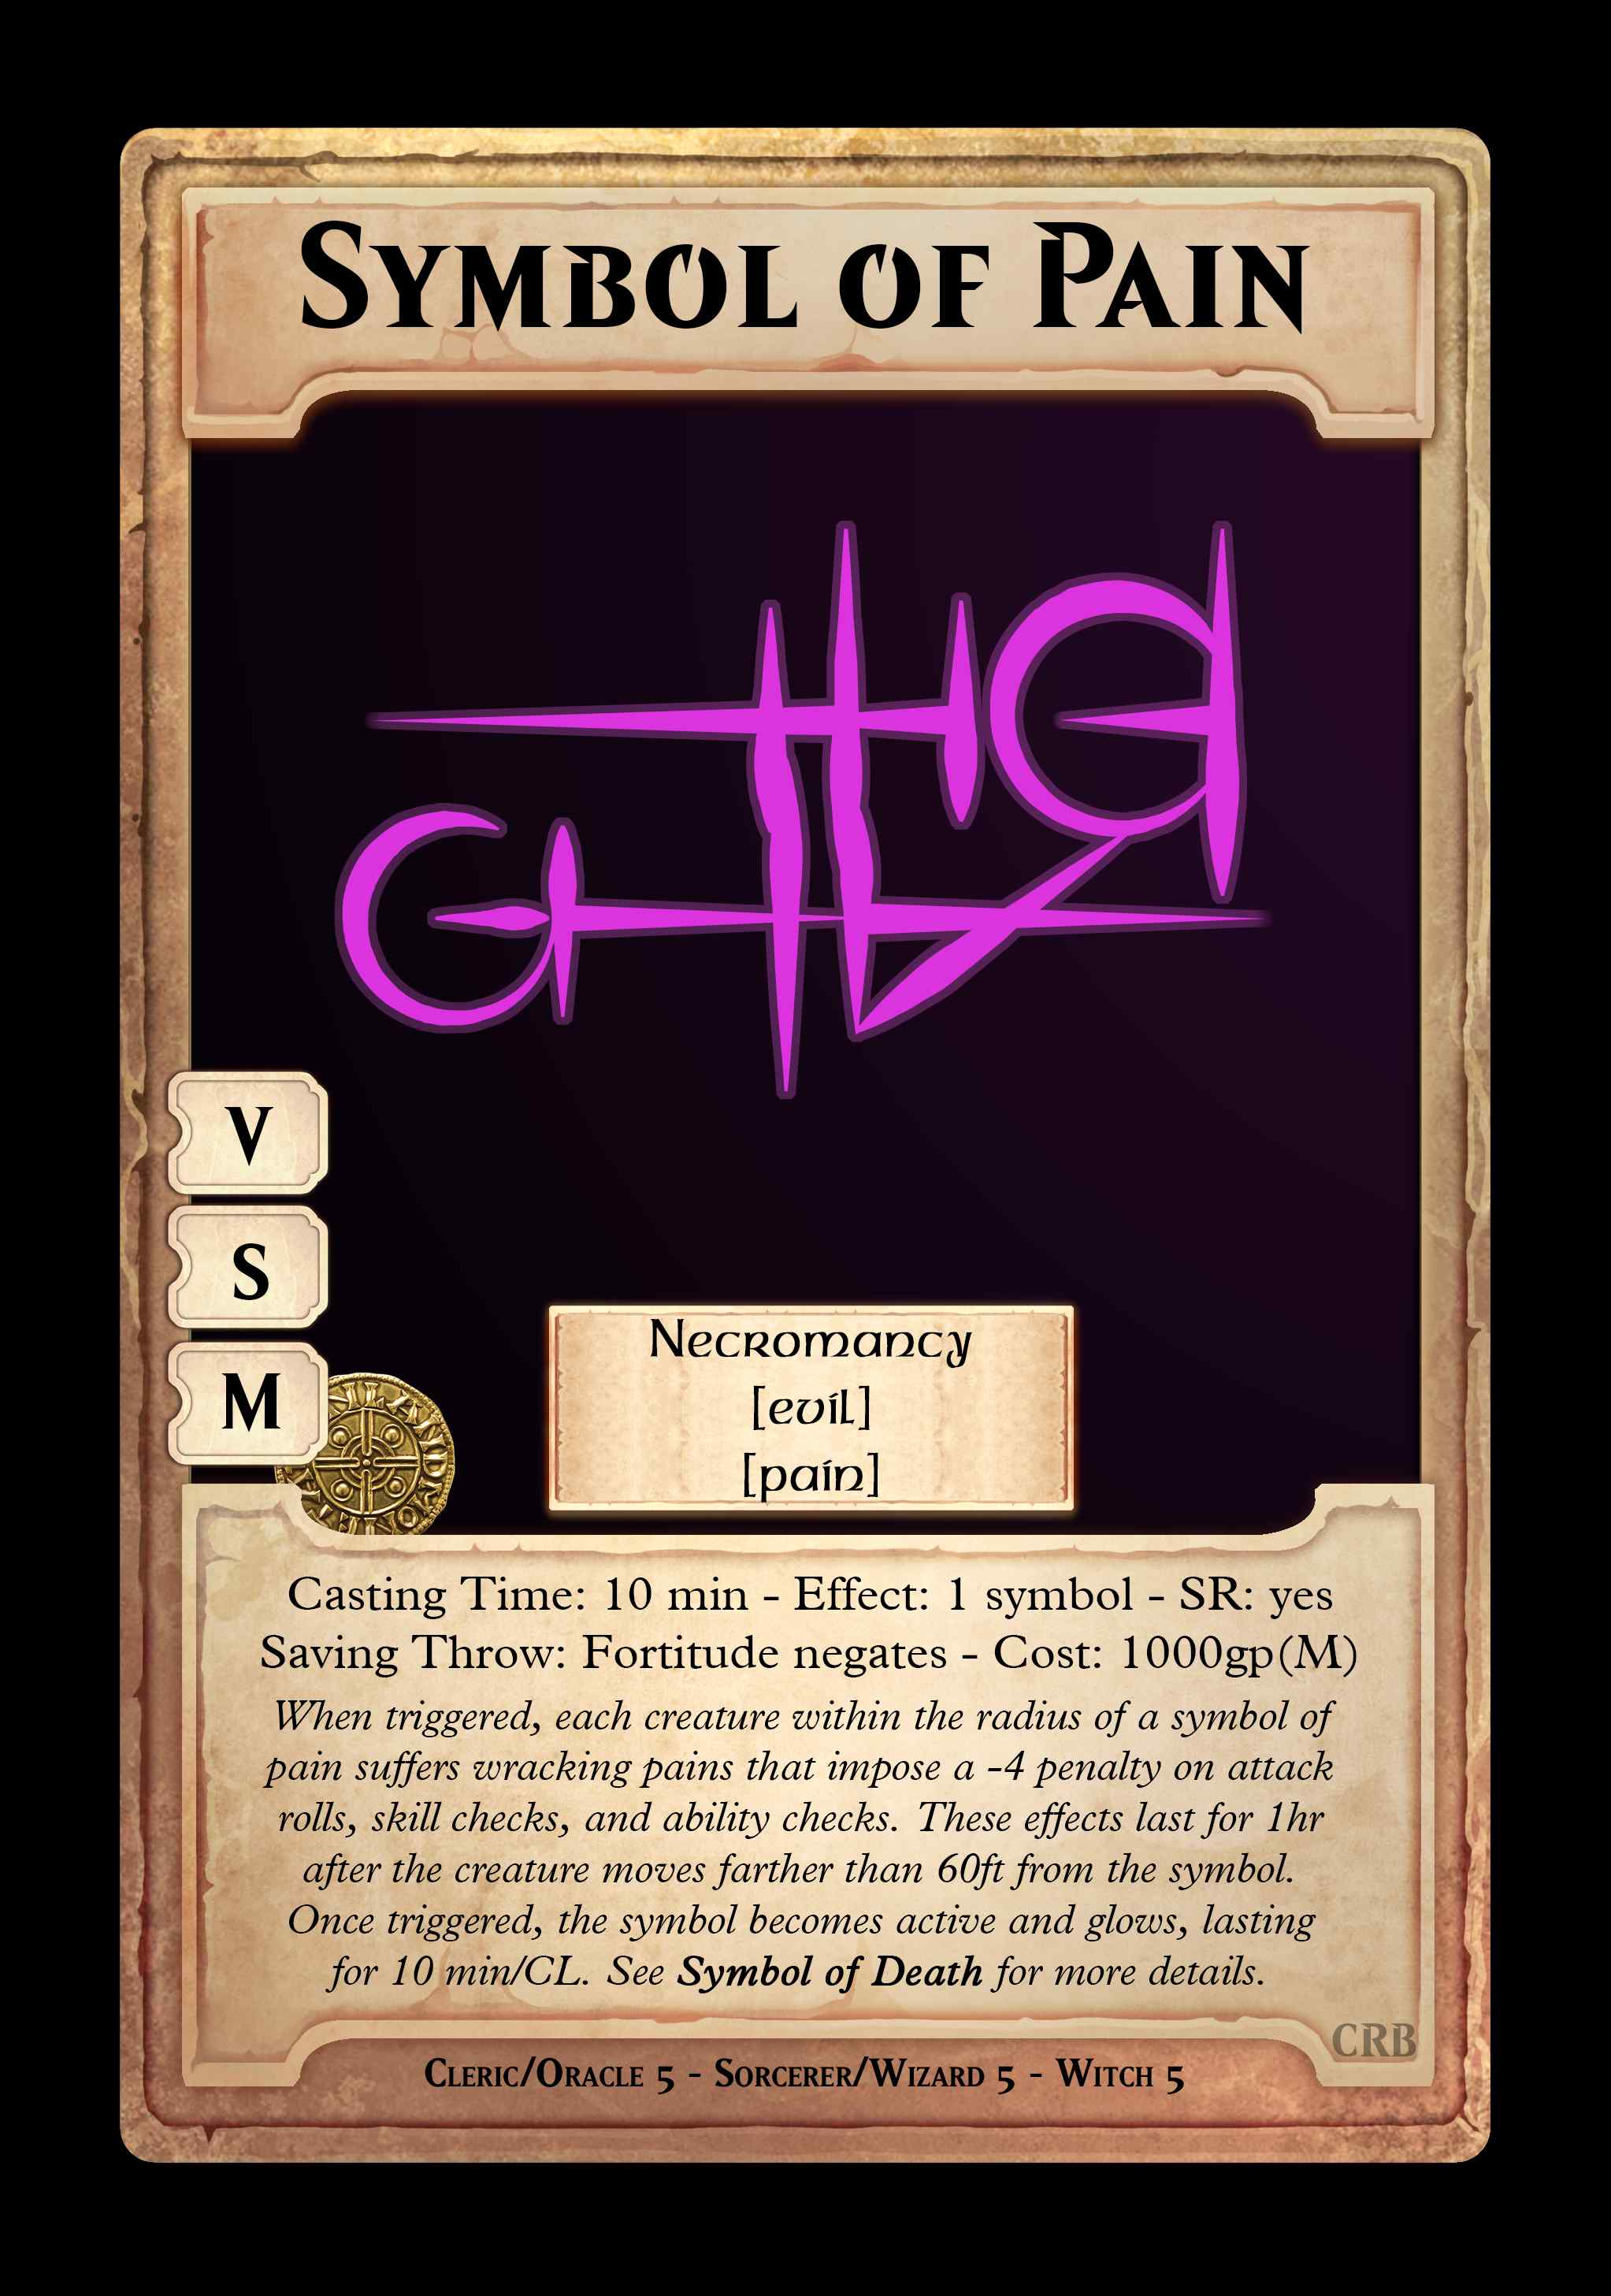 Symbol of Pain
V
S
M
Necromancy
[evil]
[pain]
Casting Time: 10 min - Effect: 1 symbol - SR: yes
Saving Throw: Fortitude negates - Cost: 1000gp(M)
When triggered, each creature within the radius of a symbol of
pain suffers wracking pains that impose a -4 penalty on attack
rolls, skill checks, and ability checks. These effects last for 1hr
after the creature moves farther than 60ft from the symbol.
Once triggered, the symbol becomes active and glows, lasting
for 10 min/CL. See Symbol of Death for more details.
CRB
Cleric/Oracle 5 - Sorcerer/Wizard 5 - Witch 5